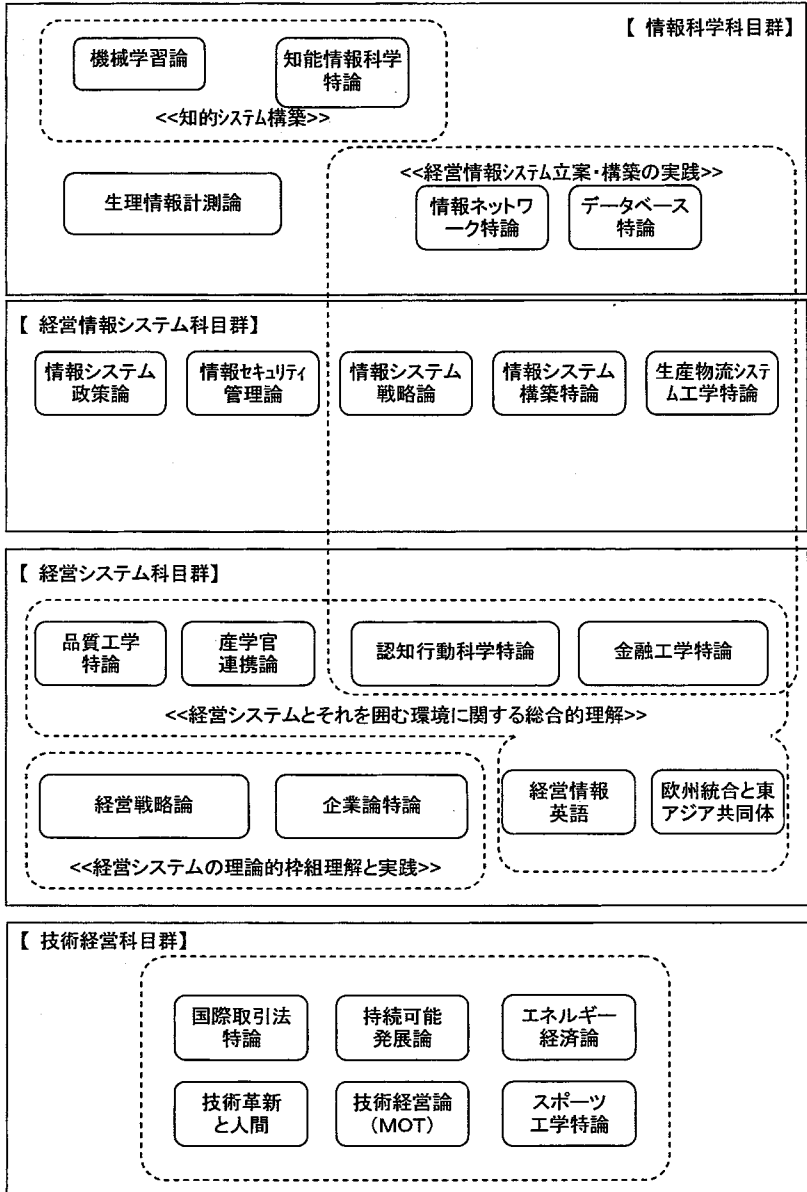 【 情報科学科目群】
機械学習論
知能情報科学
特論
<<知的システム構築>>
生理情報計測論
<<経営情報システム立案・構築の実践>>
情報ネットワ
ーク特論
データベース
特論
【 経営情報システム科目群】
情報システム
政策論
情報セキュリティ
管理論
情報システム
戦略論
情報システム
構築特論
生産物流システ
ム工学特論
【 経営システム科目群】
品質工学
特論
産学官
連携論
認知行動科学特論
金融工学特論
<<経営システムとそれを囲む環境に関する総合的理解>>
経営戦略論
企業論特論
<<経営システムの理論的枠組理解と実践>>
経営情報
英語
欧州統合と東
アジア共同体
【 技術経営科目群】
国際取引法
特論
持続可能
発展論
エネルギー
経済論
技術革新
と人間
技術経営論
(MOT)
スポーツ
工学特論